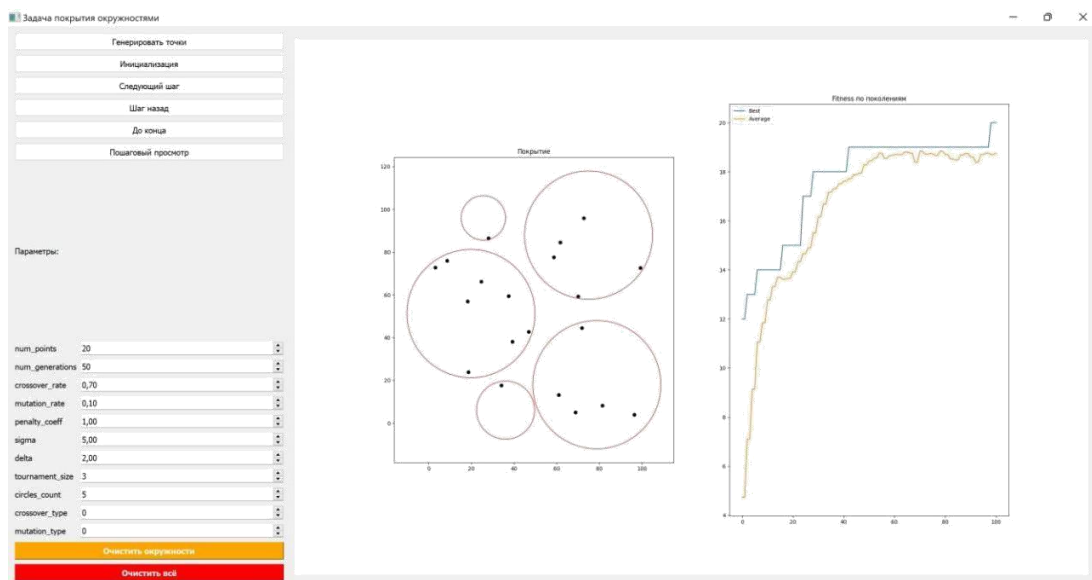 Задача покрытия окружностями
Генерировать точки
Инициализация
Следующий шаг
Шаг назад
До конца
Пошаговый просмотр
Параметры:
num_points 20
num_generations 50
crossover_rate 0,70
mutation_rate 0,10
penalty_coeff 1,00
sigma 5,00
delta 2,00
tournament_size 3
circles_count 5
crossover_type 0
mutation_type 0
Очистить окружности
Очистить всё
Покрытие
120
100
80
60
40
20
0
0 20 40 60 80 100
Fitness по поколениям
Best
Average
20
18
16
14
12
10
8
6
4
0 20 40 60 80 100